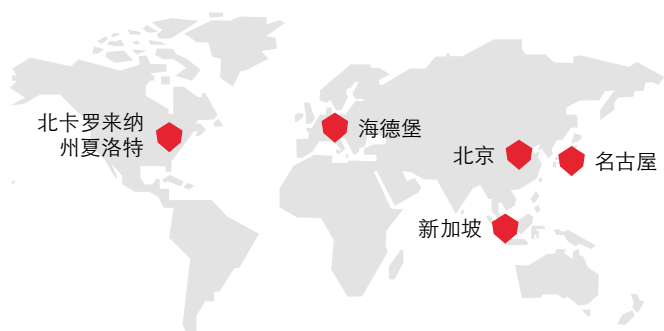 北卡罗来纳
州夏洛特
海德堡
北京
名古屋
新加坡